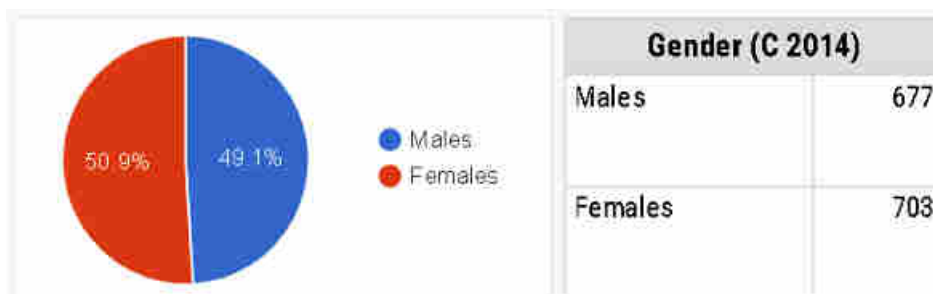 50.9%
49.1%
Males
Females
Gender (C 2014)
Males 677
Females 703